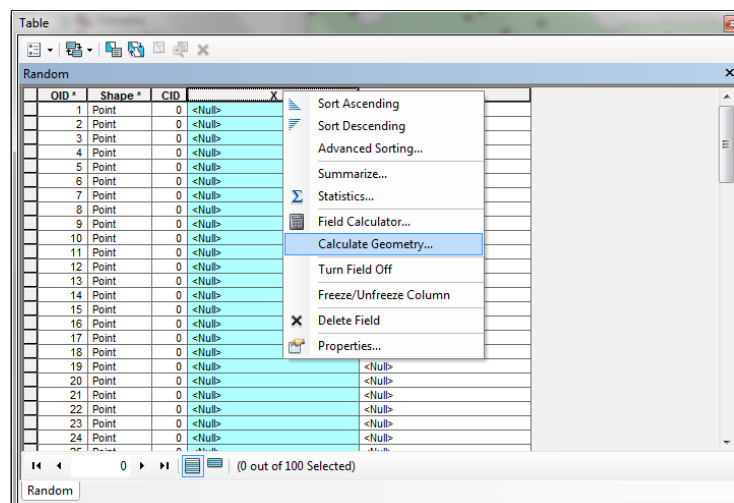 Table
Random
OID * Shape * CID X
1 Point 0 <Null>
2 Point 0 <Null>
3 Point 0 <Null>
4 Point 0 <Null>
5 Point 0 <Null>
6 Point 0 <Null>
7 Point 0 <Null>
8 Point 0 <Null>
9 Point 0 <Null>
10 Point 0 <Null>
11 Point 0 <Null>
12 Point 0 <Null>
13 Point 0 <Null>
14 Point 0 <Null>
15 Point 0 <Null>
16 Point 0 <Null>
17 Point 0 <Null>
18 Point 0 <Null>
19 Point 0 <Null> <Null>
20 Point 0 <Null> <Null>
21 Point 0 <Null> <Null>
22 Point 0 <Null> <Null>
23 Point 0 <Null> <Null>
24 Point 0 <Null> <Null>
Sort Ascending
Sort Descending
Advanced Sorting...
Summarize...
Σ Statistics...
Field Calculator...
Calculate Geometry...
Turn Field Off
Freeze/Unfreeze Column
Delete Field
Properties...
0 (0 out of 100 Selected)
Random